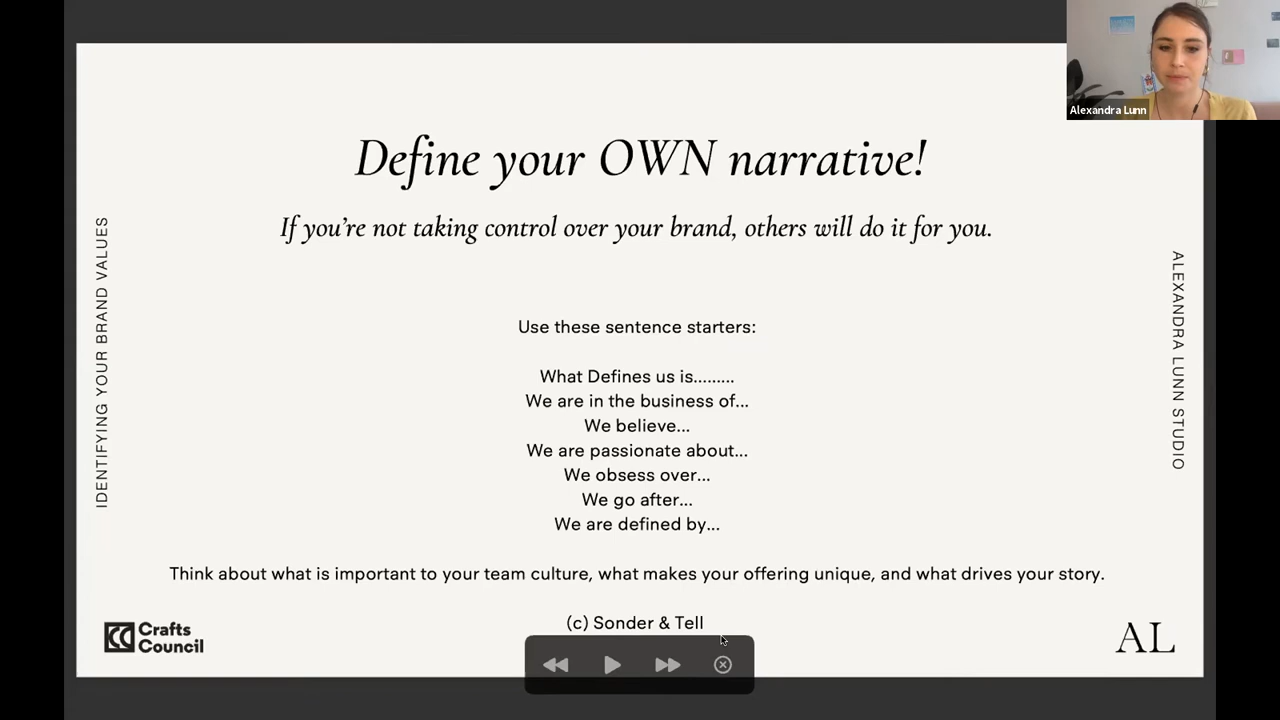 Alexandra Lunn
Define your OWN narrative!
If you’re not taking control over your brand, others will do it for you.
IDENTIFYING YOUR BRAND VALUES
ALEXANDRA LUNN STUDIO
Use these sentence starters:
What Defines us is.........
We are in the business of...
We believe...
We are passionate about...
We obsess over...
We go after...
We are defined by...
Think about what is important to your team culture, what makes your offering unique, and what drives your story.
(c) Sonder & Tell
Crafts
Council
AL